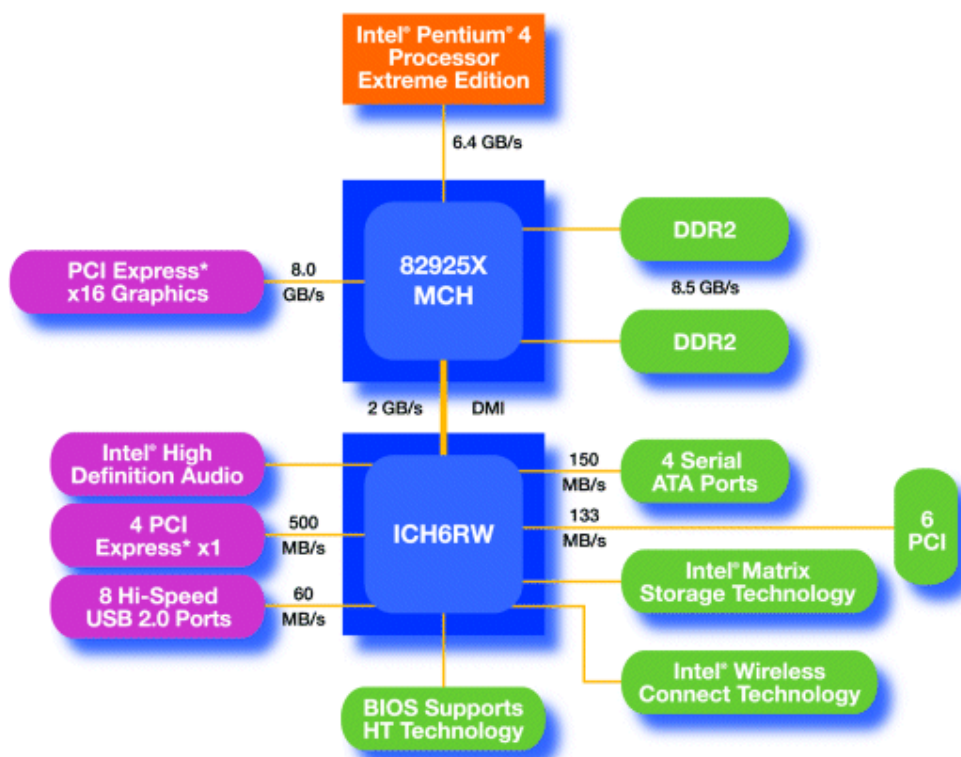 Intel® Pentium® 4
Processor
Extreme Edition
6.4 GB/s
82925X
MCH
PCI Express*
x16 Graphics
8.0
GB/s
DDR2
8.5 GB/s
DDR2
2 GB/s
DMI
ICH6RW
Intel® High
Definition Audio
4 PCI
Express* x1
500
MB/s
8 Hi-Speed
USB 2.0 Ports
60
MB/s
150
MB/s
4 Serial
ATA Ports
133
MB/s
6
PCI
Intel® Matrix
Storage Technology
Intel® Wireless
Connect Technology
BIOS Supports
HT Technology